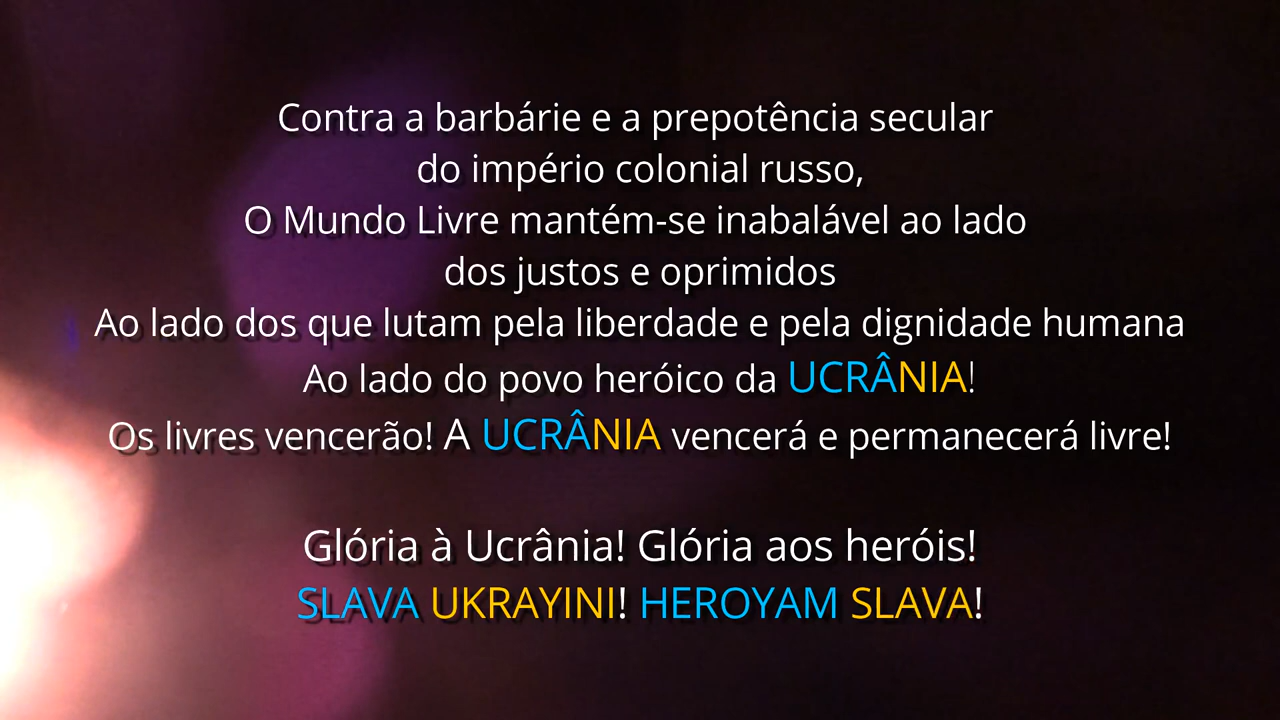 Contra a barbárie e a prepotência secular
do império colonial russo,
O Mundo Livre mantém-se inabalável ao lado
dos justos e oprimidos
Ao lado dos que lutam pela liberdade e pela dignidade humana
Ao lado do povo heróico da UCRÂNIA!
Os livres vencerão! A UCRÂNIA vencerá e permanecerá livre!
Glória à Ucrânia! Glória aos heróis!
SLAVA UKRAYINI! HEROYAM SLAVA!